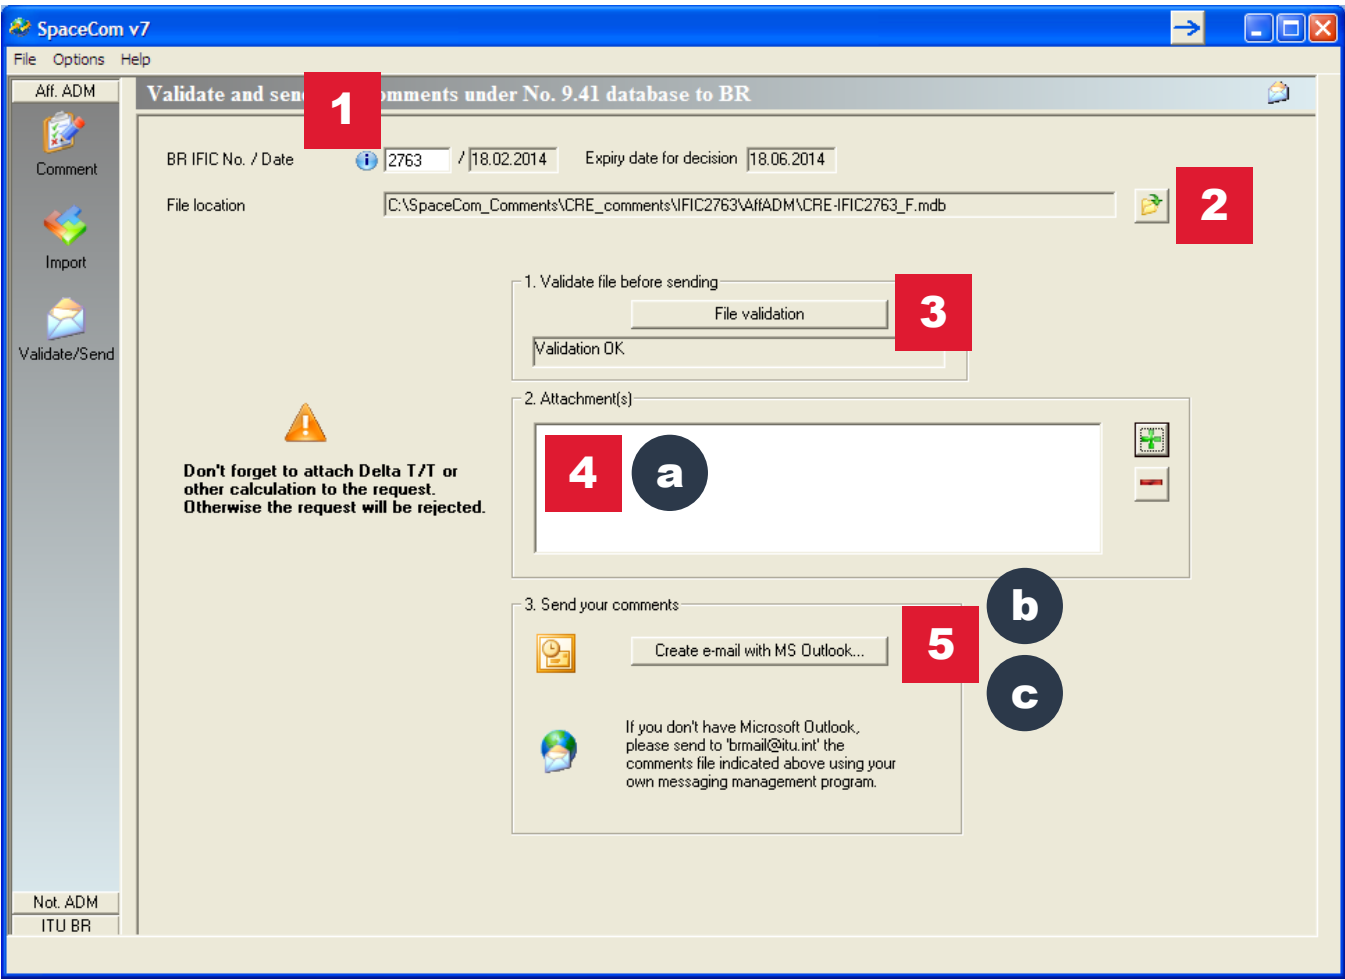 SpaceCom v7
File Options Help
Aff. ADM
Validate and sen
mments under No. 9.41 database to BR
1
Comment
BR IFIC No. / Date
2763
/ 18.02.2014
Expiry date for decision
18.06.2014
File location
C:\SpaceCom_Comments\CRE_comments\IFIC2763\AffADM\CRE-IFIC2763_F.mdb
2
Import
1. Validate file before sending
File validation
3
Validation OK
Validate/Send
2. Attachment(s)
4
a
Don't forget to attach Delta T/T or
other calculation to the request.
Otherwise the request will be rejected.
b
3. Send your comments
Create e-mail with MS Outlook...
5
c
If you don't have Microsoft Outlook,
please send to 'brmail@itu.int' the
comments file indicated above using your
own messaging management program.
Not. ADM
ITU BR